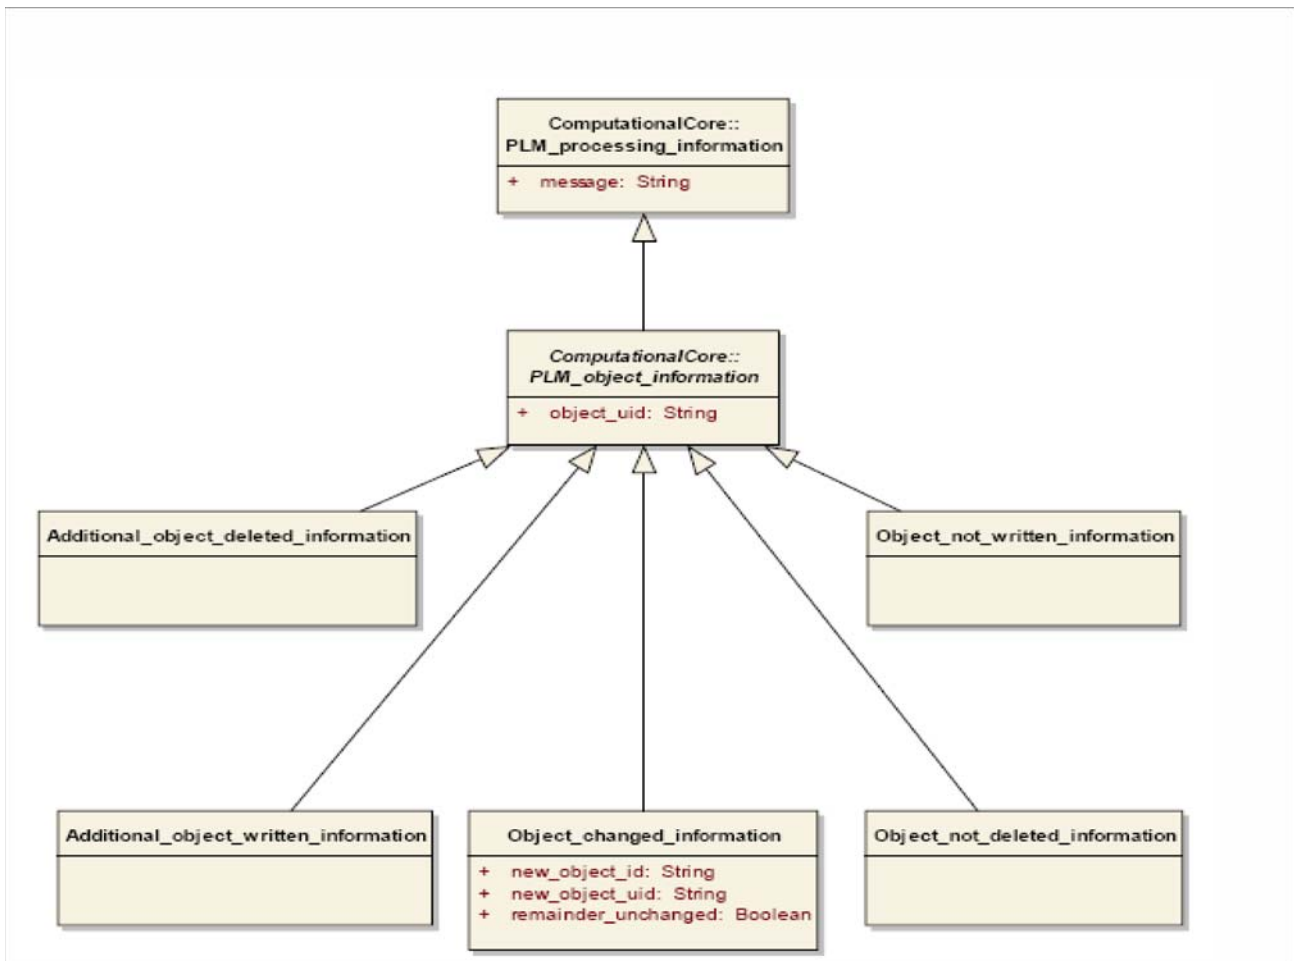 ComputationalCore::
PLM_processing_information
+ message: String
ComputationalCore::
PLM_object_information
+ object_uid: String
Additional_object_deleted_information
Object_not_written_information
Additional_object_written_information
Object_changed_information
+ new_object_id: String
+ new_object_uid: String
+ remainder_unchanged: Boolean
Object_not_deleted_information